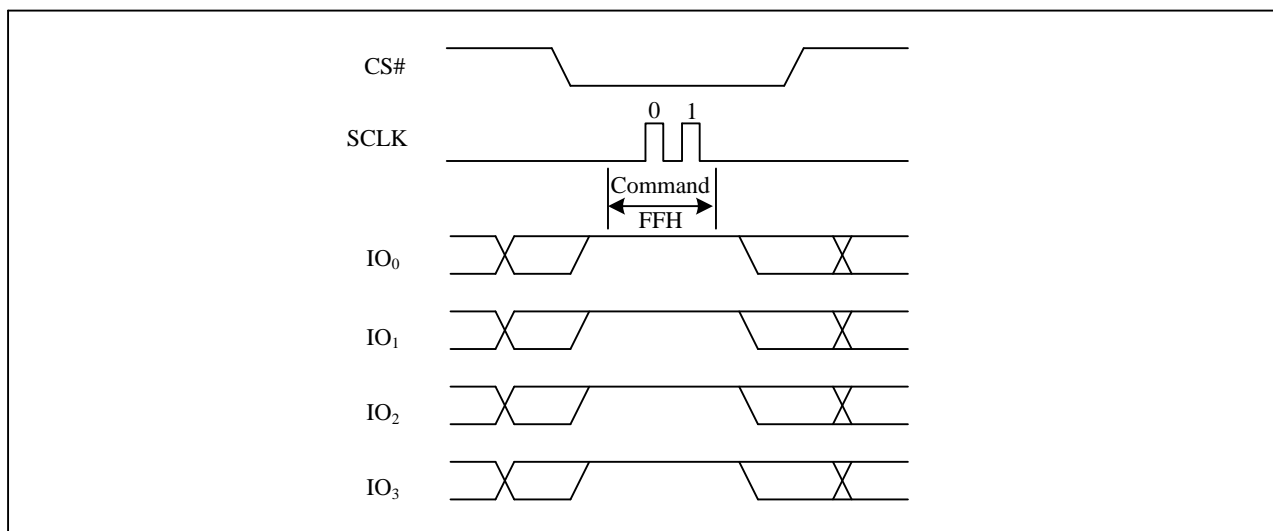 CS#
0 1
SCLK
Command
FFH
IO₀
IO₁
IO₂
IO₃